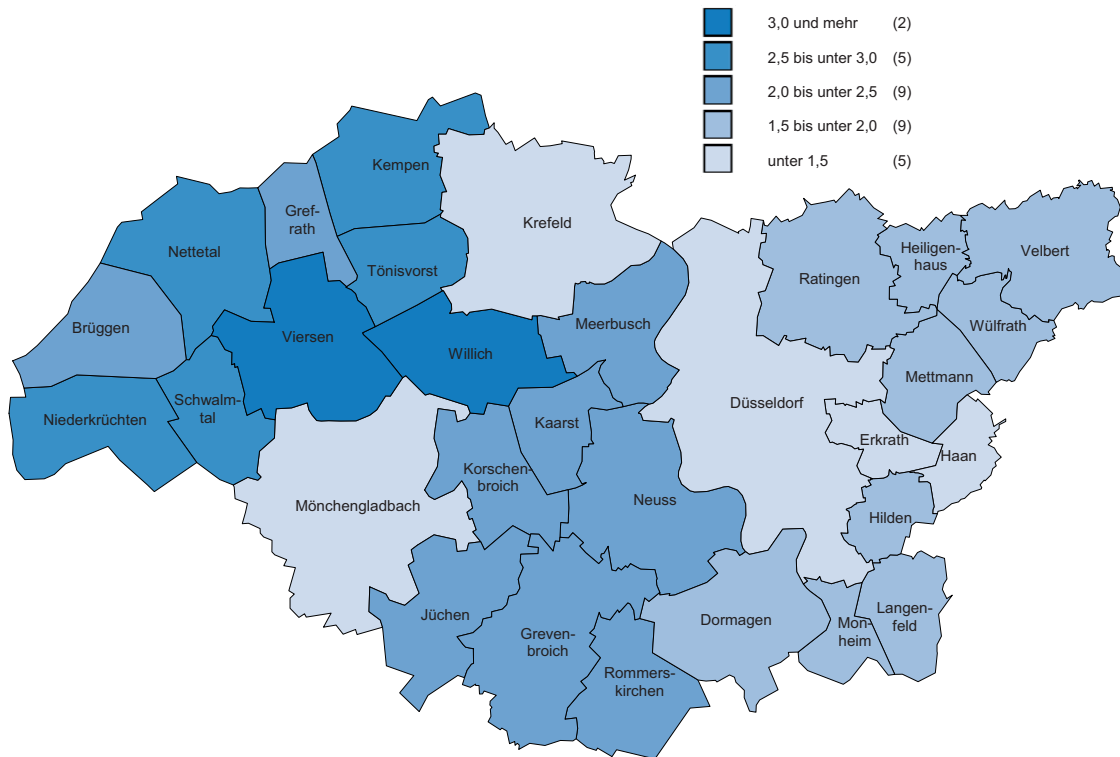 3,0 und mehr (2)
2,5 bis unter 3,0 (5)
2,0 bis unter 2,5 (9)
1,5 bis unter 2,0 (9)
unter 1,5 (5)
Kempen
Gref-
rath
Krefeld
Nettetal
Tönisvorst
Heiligen-
haus
Velbert
Ratingen
Brüggen
Viersen
Willich
Meerbusch
Wülfrath
Mettmann
Niederkrüchten
Schwalm-
tal
Kaarst
Düsseldorf
Erkrath
Haan
Korschen-
broich
Mönchengladbach
Neuss
Hilden
Jüchen
Greven-
broich
Dormagen
Mon-
heim
Langen-
feld
Rommers-
kirchen